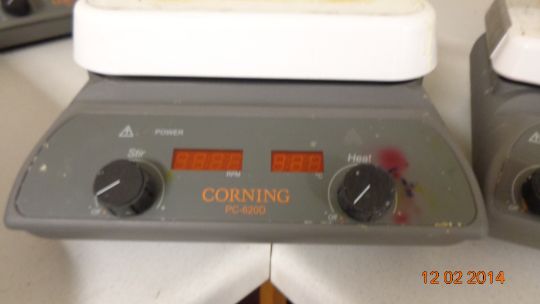 POWER
Stir
Heat
RPM
°C
Off
Off
CORNING
PC-620D
12 02 2014